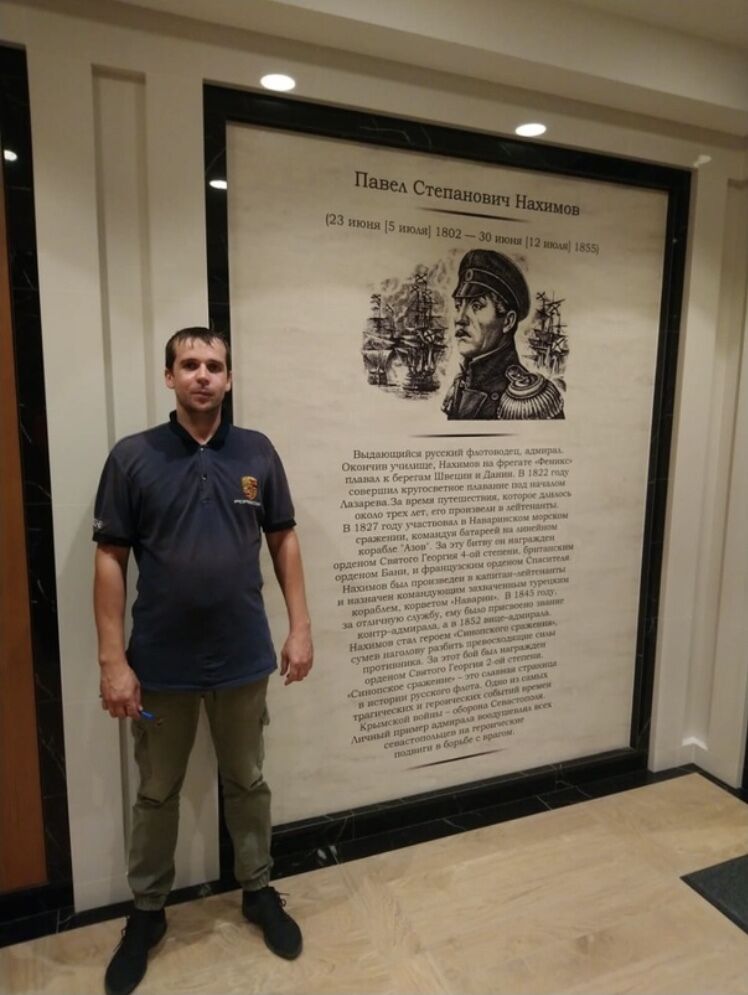 Павел Степанович Нахимов
(23 июня [5 июля] 1802 — 30 июня [12 июля] 1855)
Выдающийся русский флотоводец, адмирал.
Окончив училище, Нахимов на фрегате «Феникс»
плавал к берегам Швеции и Дании. В 1822 году
совершил кругосветное плавание под началом
Лазарева.За время путешествия, которое длилось
около трех лет, его произвели в лейтенанты.
В 1827 году участвовал в Наваринском морском
сражении, командуя батареей на линейном
корабле "Азов". За эту битву он награжден
орденом Святого Георгия 4-ой степени, британским
орденом Бани, и французским орденом Спасителя.
Нахимов был произведен в капитан-лейтенанты
и назначен командующим захваченным турецким
кораблем, корветом «Наварин». В 1845 году,
за отличную службу, ему было присвоено звание
контр-адмирала, а в 1852 вице-адмирала.
Нахимов стал героем «Синопского сражения»,
сумев наголову разбить превосходящие силы
противника. За этот бой был награжден
орденом Святого Георгия 2-ой степени.
«Синопское сражение» – это славная страница
в истории русского флота. Одно из самых
трагических и героических событий времен
Крымской войны – оборона Севастополя.
Личный пример адмирала воодушевлял всех
севастопольцев на героические
подвиги в борьбе с врагом.
PORSCHE